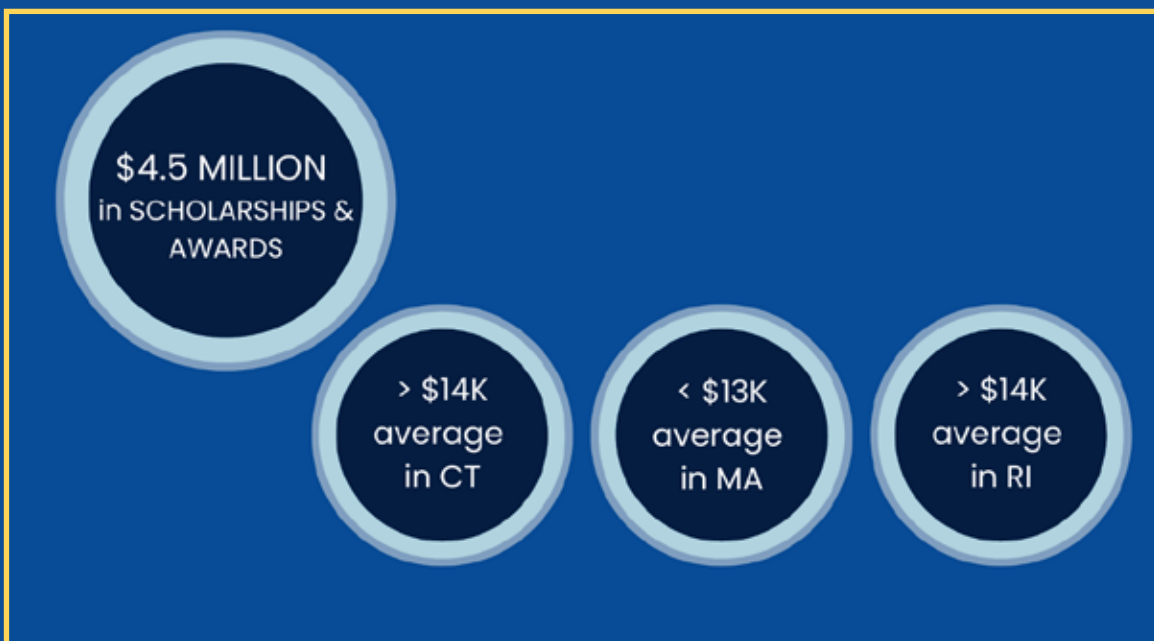 $4.5 MILLION
in SCHOLARSHIPS &
AWARDS
> $14K
average
in CT
< $13K
average
in MA
> $14K
average
in RI